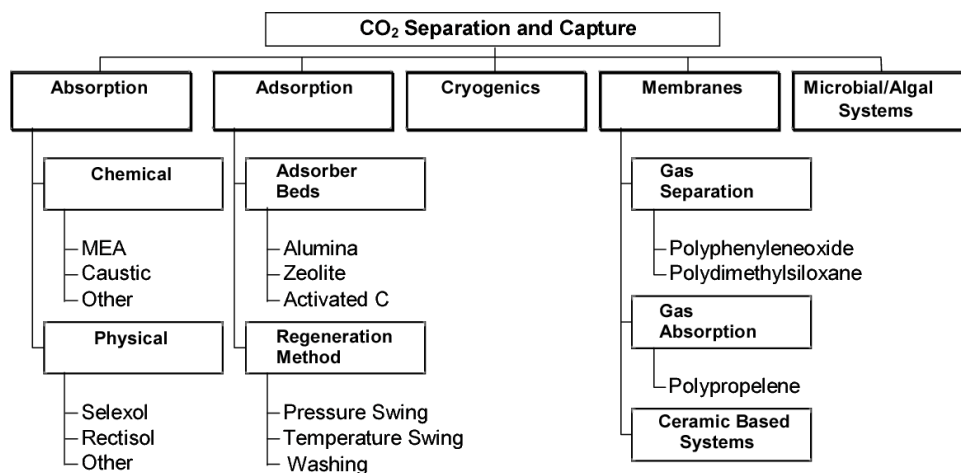 CO₂ Separation and Capture
Absorption
Adsorption
Cryogenics
Membranes
Microbial/Algal
Systems
Chemical
MEA
Caustic
Other
Physical
Selexol
Rectisol
Other
Adsorber
Beds
Alumina
Zeolite
Activated C
Regeneration
Method
Pressure Swing
Temperature Swing
Washing
Gas
Separation
Polyphenyleneoxide
Polydimethylsiloxane
Gas
Absorption
Polypropelene
Ceramic Based
Systems